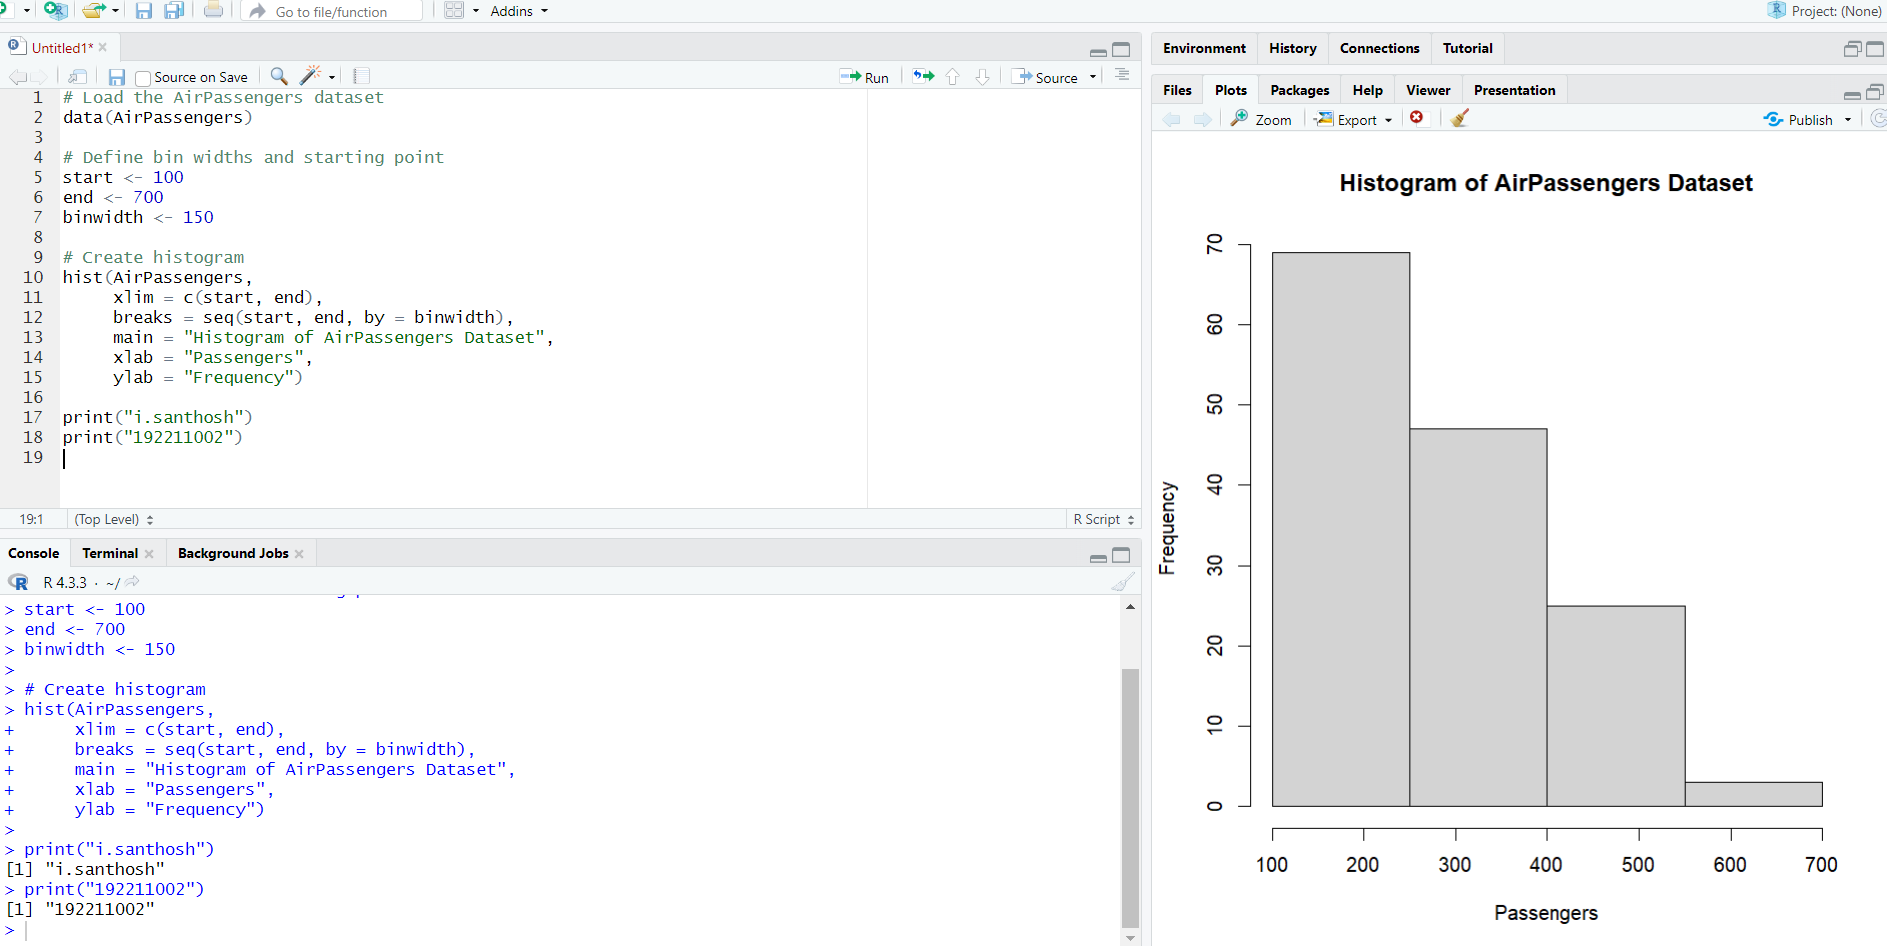 Go to file/function
Addins
Project: (None)
Untitled1*
Source on Save
Run
Source
1 # Load the AirPassengers dataset
2 data(AirPassengers)
3
4 # Define bin widths and starting point
5 start <- 100
6 end <- 700
7 binwidth <- 150
8
9 # Create histogram
10 hist(AirPassengers,
11 xlim = c(start, end),
12 breaks = seq(start, end, by = binwidth),
13 main = "Histogram of AirPassengers Dataset",
14 xlab = "Passengers",
15 ylab = "Frequency")
16
17 print("i.santhosh")
18 print("192211002")
19
19:1 (Top Level) R Script
Console Terminal Background Jobs
R 4.3.3 · ~/
> start <- 100
> end <- 700
> binwidth <- 150
>
> # Create histogram
> hist(AirPassengers,
+ xlim = c(start, end),
+ breaks = seq(start, end, by = binwidth),
+ main = "Histogram of AirPassengers Dataset",
+ xlab = "Passengers",
+ ylab = "Frequency")
>
> print("i.santhosh")
[1] "i.santhosh"
> print("192211002")
[1] "192211002"
>
Environment History Connections Tutorial
Files Plots Packages Help Viewer Presentation
Zoom Export Publish
Histogram of AirPassengers Dataset
Frequency
70
60
50
40
30
20
10
0
100 200 300 400 500 600 700
Passengers